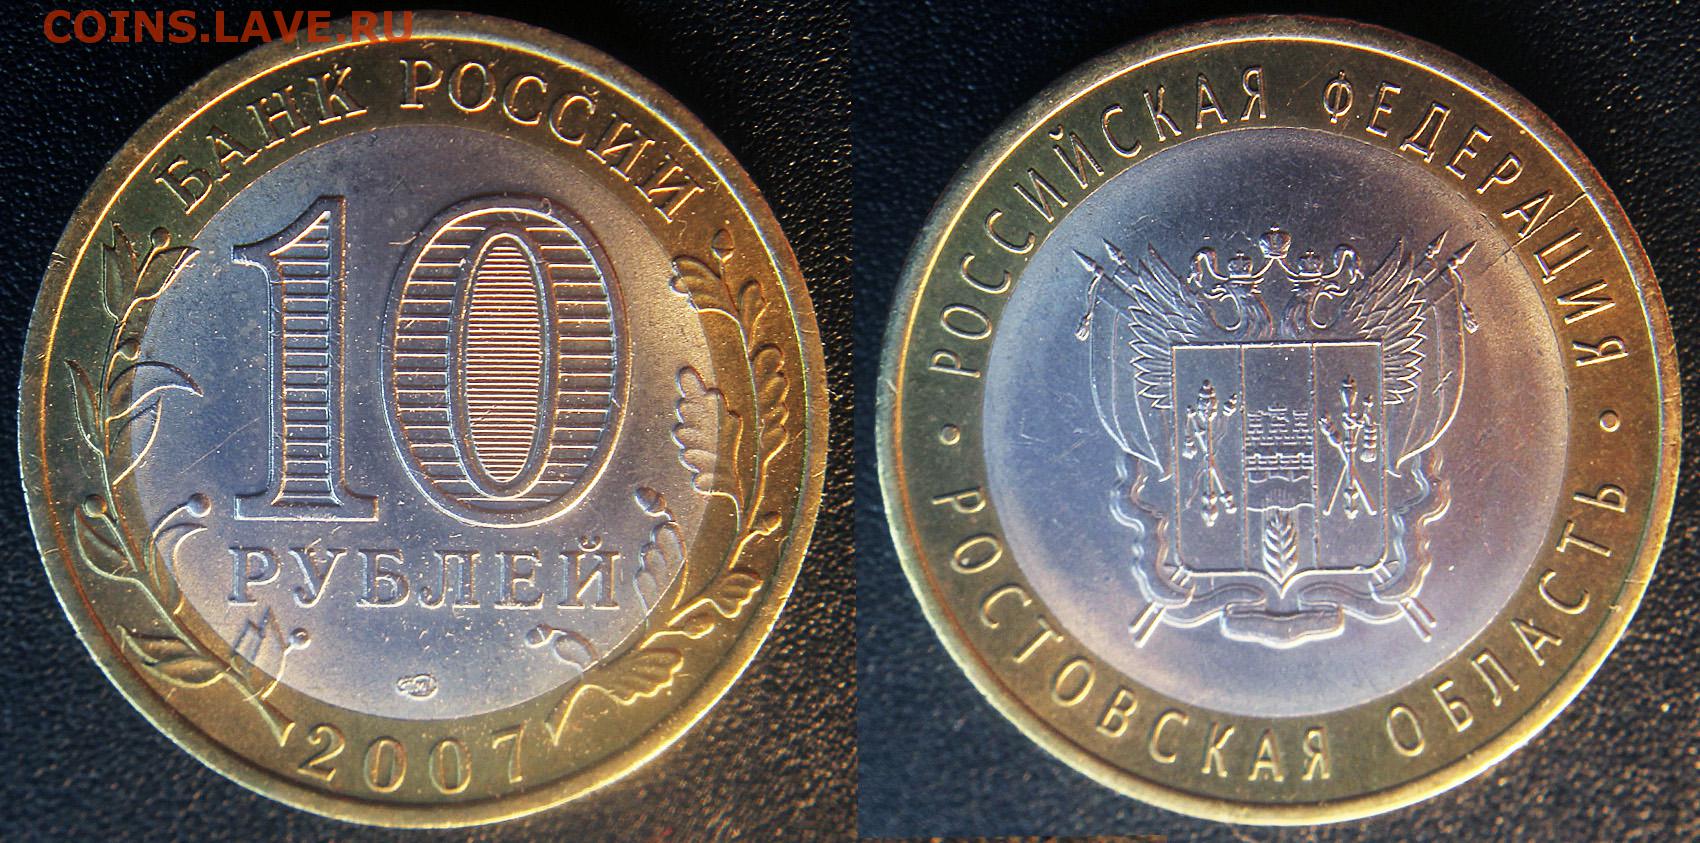 COINS.LAVE.RU
БАНК РОССИИ
10
РУБЛЕЙ
2007
РОССИЙСКАЯ ФЕДЕРАЦИЯ
• РОСТОВСКАЯ ОБЛАСТЬ •